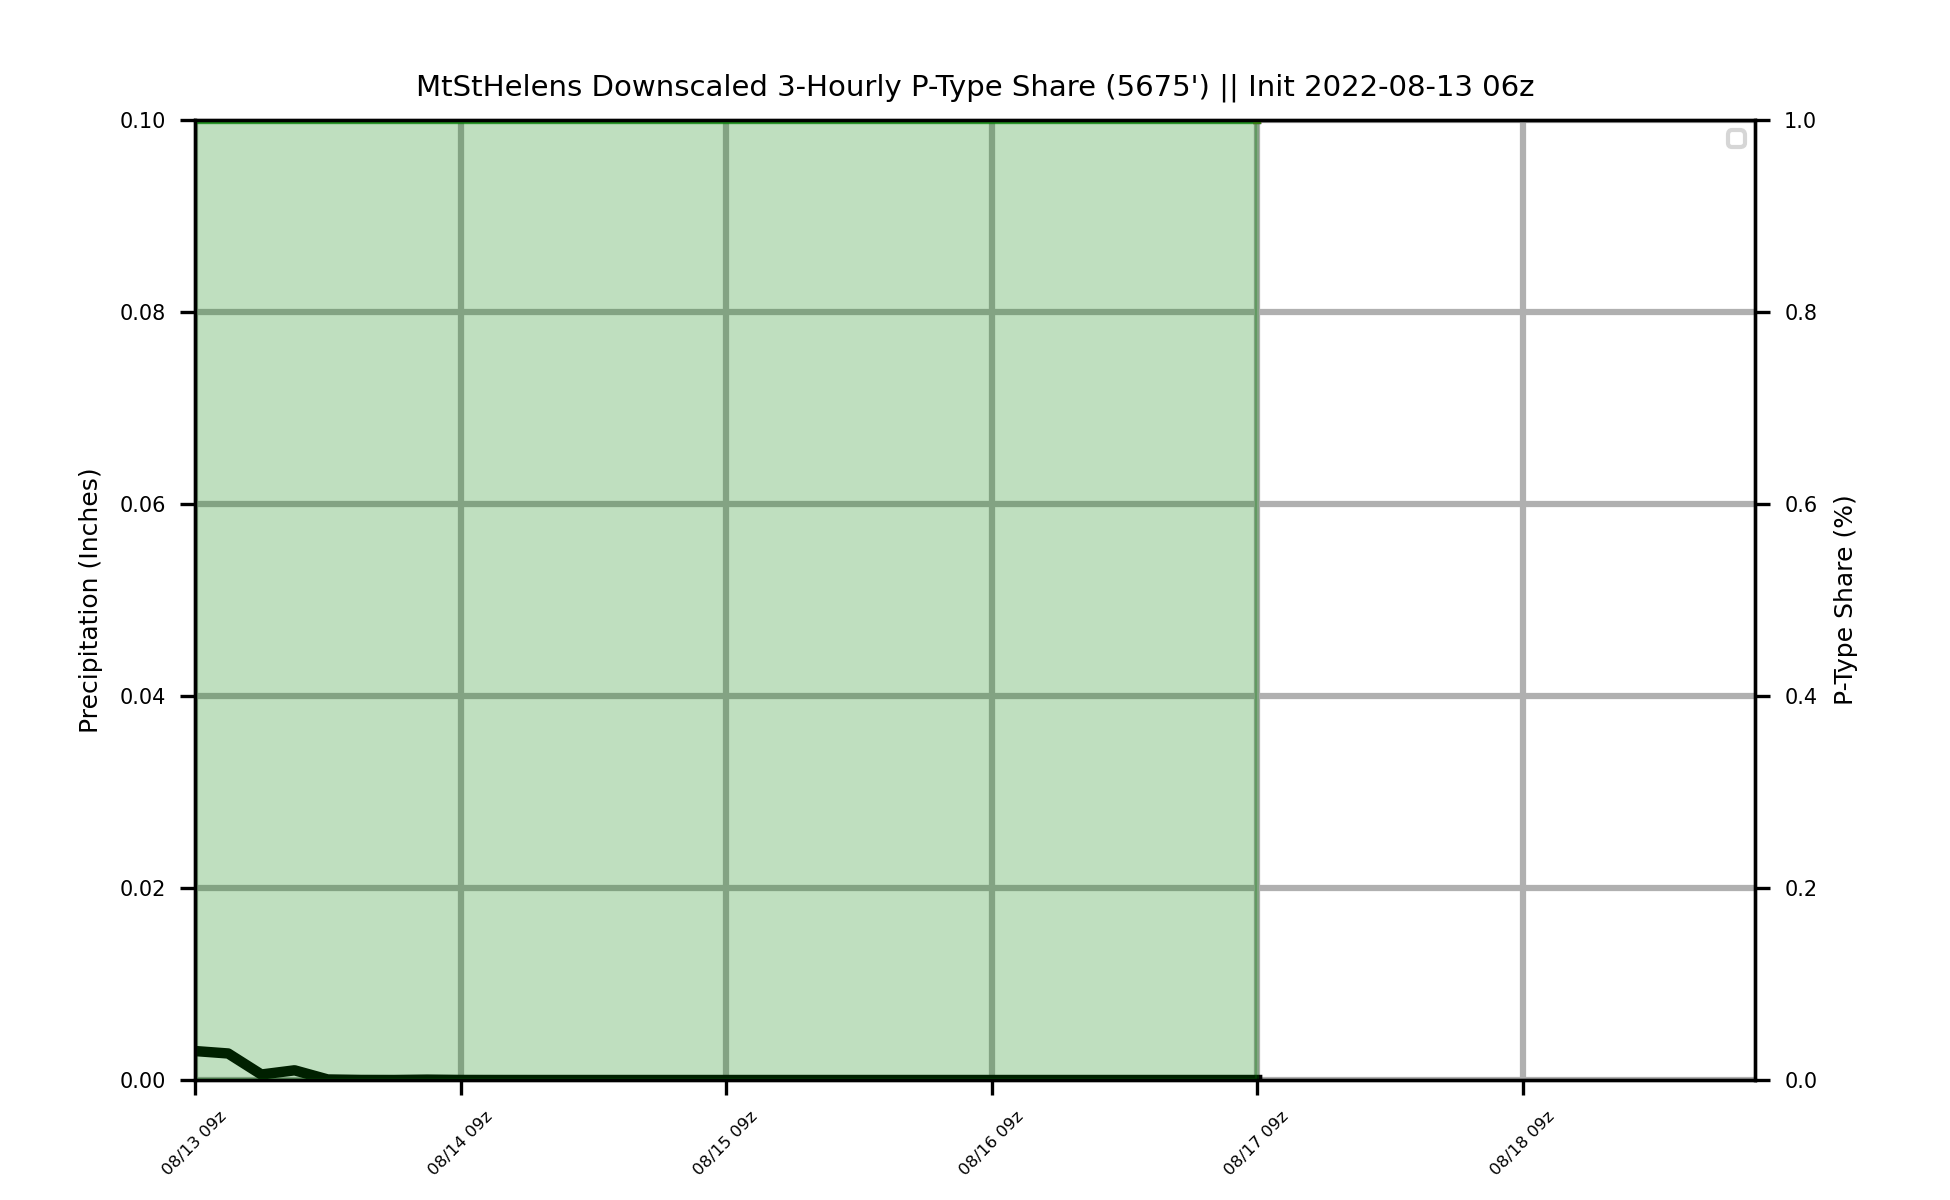 MtStHelens Downscaled 3-Hourly P-Type Share (5675') || Init 2022-08-13 06z
0.10
0.08
0.06
0.04
0.02
0.00
Precipitation (Inches)
1.0
0.8
0.6
0.4
0.2
0.0
P-Type Share (%)
08/13 09z
08/14 09z
08/15 09z
08/16 09z
08/17 09z
08/18 09z